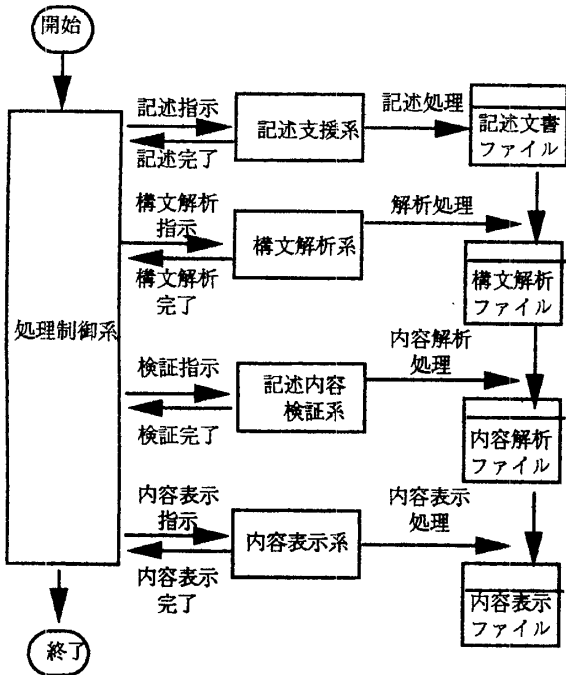 開始
記述指示
記述完了
記述支援系
記述処理
記述文書
ファイル
構文解析
指示
構文解析
完了
構文解析系
解析処理
構文解析
ファイル
処理制御系
検証指示
検証完了
記述内容
検証系
内容解析
処理
内容解析
ファイル
内容表示
指示
内容表示
完了
内容表示系
内容表示
処理
内容表示
ファイル
終了